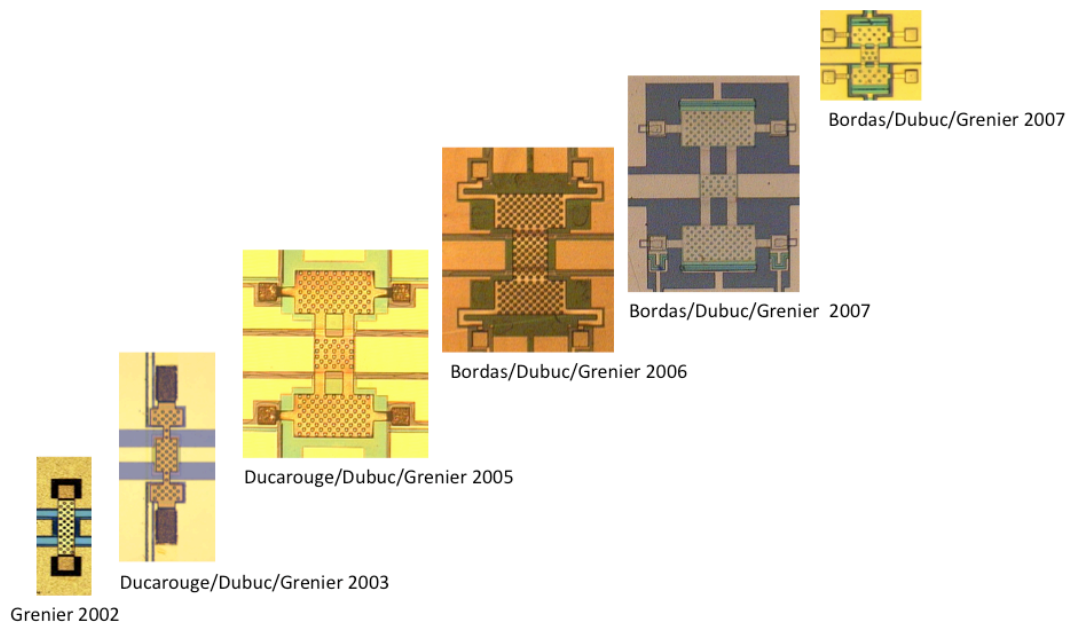 Bordas/Dubuc/Grenier 2007
Bordas/Dubuc/Grenier  2007
Bordas/Dubuc/Grenier 2006
Ducarouge/Dubuc/Grenier 2005
Ducarouge/Dubuc/Grenier 2003
Grenier 2002